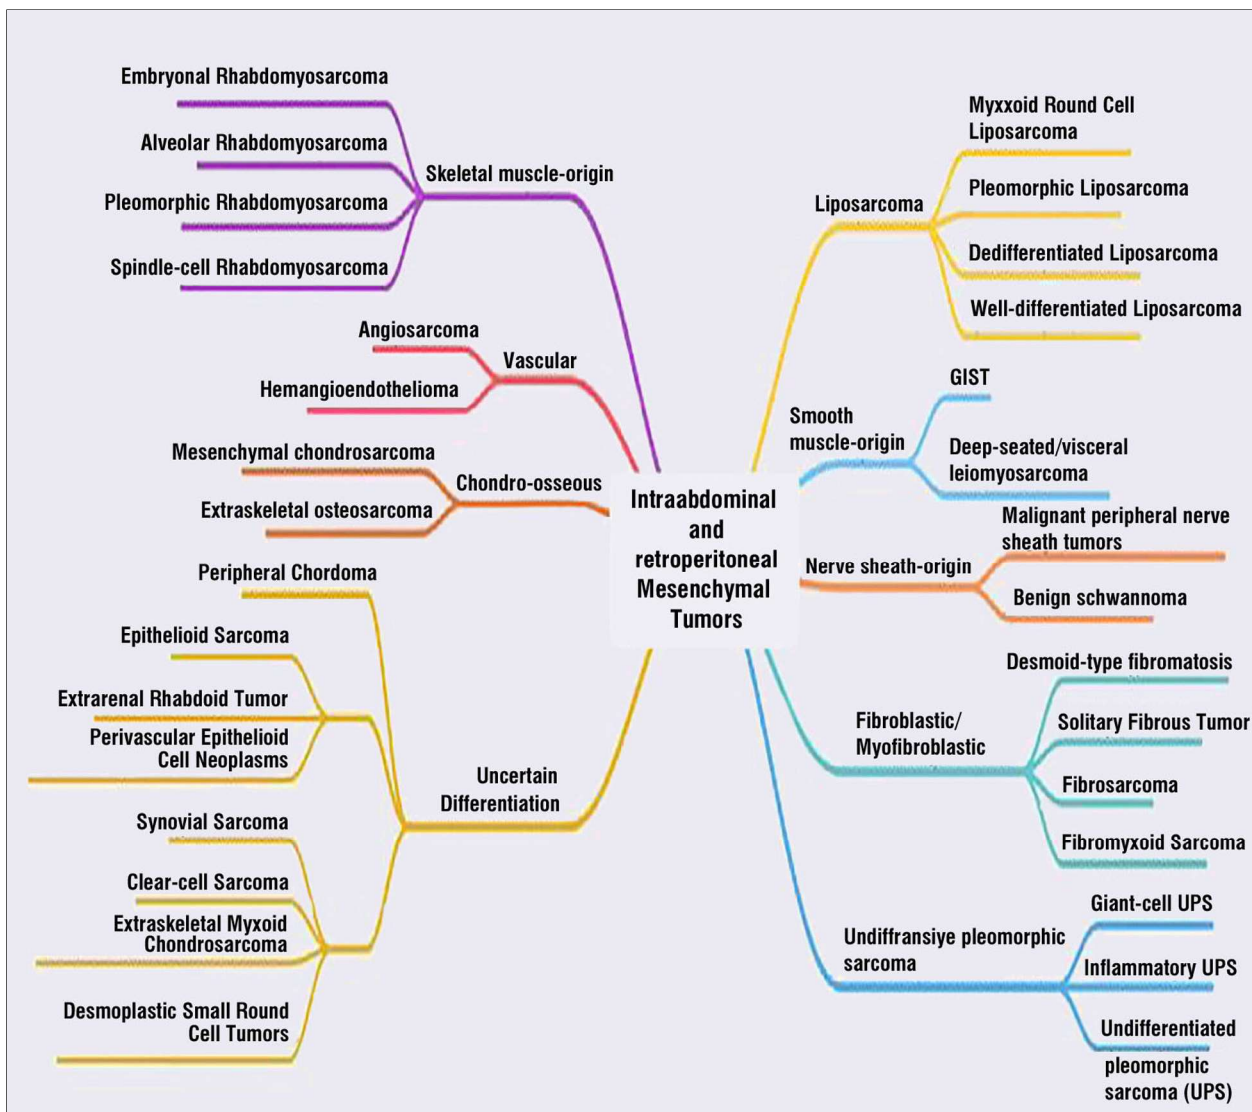 Embryonal Rhabdomyosarcoma
Alveolar Rhabdomyosarcoma
Pleomorphic Rhabdomyosarcoma
Spindle-cell Rhabdomyosarcoma
Skeletal muscle-origin
Angiosarcoma
Hemangioendothelioma
Vascular
Mesenchymal chondrosarcoma
Extraskeletal osteosarcoma
Chondro-osseous
Peripheral Chordoma
Epithelioid Sarcoma
Extrarenal Rhabdoid Tumor
Perivascular Epithelioid
Cell Neoplasms
Synovial Sarcoma
Clear-cell Sarcoma
Extraskeletal Myxoid
Chondrosarcoma
Desmoplastic Small Round
Cell Tumors
Uncertain
Differentiation
Intraabdominal
and
retroperitoneal
Mesenchymal
Tumors
Liposarcoma
Myxxoid Round Cell
Liposarcoma
Pleomorphic Liposarcoma
Dedifferentiated Liposarcoma
Well-differentiated Liposarcoma
Smooth
muscle-origin
GIST
Deep-seated/visceral
leiomyosarcoma
Nerve sheath-origin
Malignant peripheral nerve
sheath tumors
Benign schwannoma
Fibroblastic/
Myofibroblastic
Desmoid-type fibromatosis
Solitary Fibrous Tumor
Fibrosarcoma
Fibromyxoid Sarcoma
Undiffransiye pleomorphic
sarcoma
Giant-cell UPS
Inflammatory UPS
Undifferentiated
pleomorphic
sarcoma (UPS)